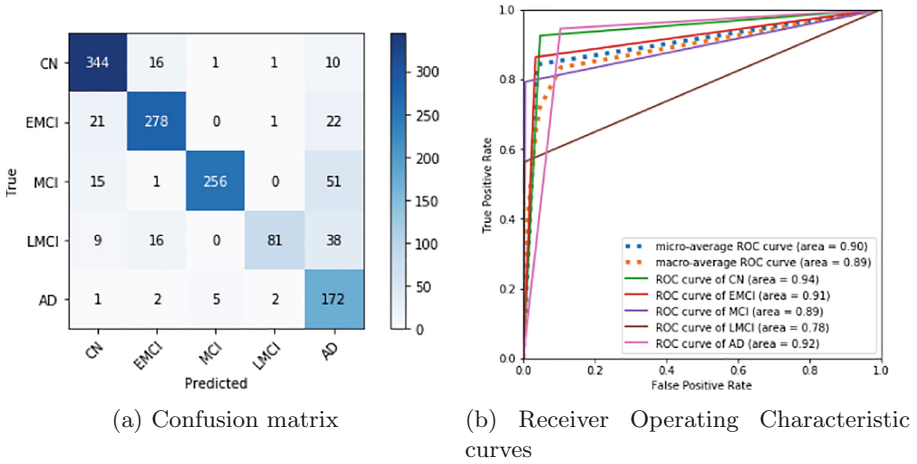 CN 344 16 1 1 10
EMCI 21 278 0 1 22
MCI 15 1 256 0 51
LMCI 9 16 0 81 38
AD 1 2 5 2 172
True
CN EMCI MCI LMCI AD
Predicted
300
250
200
150
100
50
0
(a) Confusion matrix
1.0
0.8
0.6
0.4
0.2
0.0
True Positive Rate
micro-average ROC curve (area = 0.90)
macro-average ROC curve (area = 0.89)
ROC curve of CN (area = 0.94)
ROC curve of EMCI (area = 0.91)
ROC curve of MCI (area = 0.89)
ROC curve of LMCI (area = 0.78)
ROC curve of AD (area = 0.92)
0.0 0.2 0.4 0.6 0.8 1.0
False Positive Rate
(b) Receiver Operating Characteristic
curves